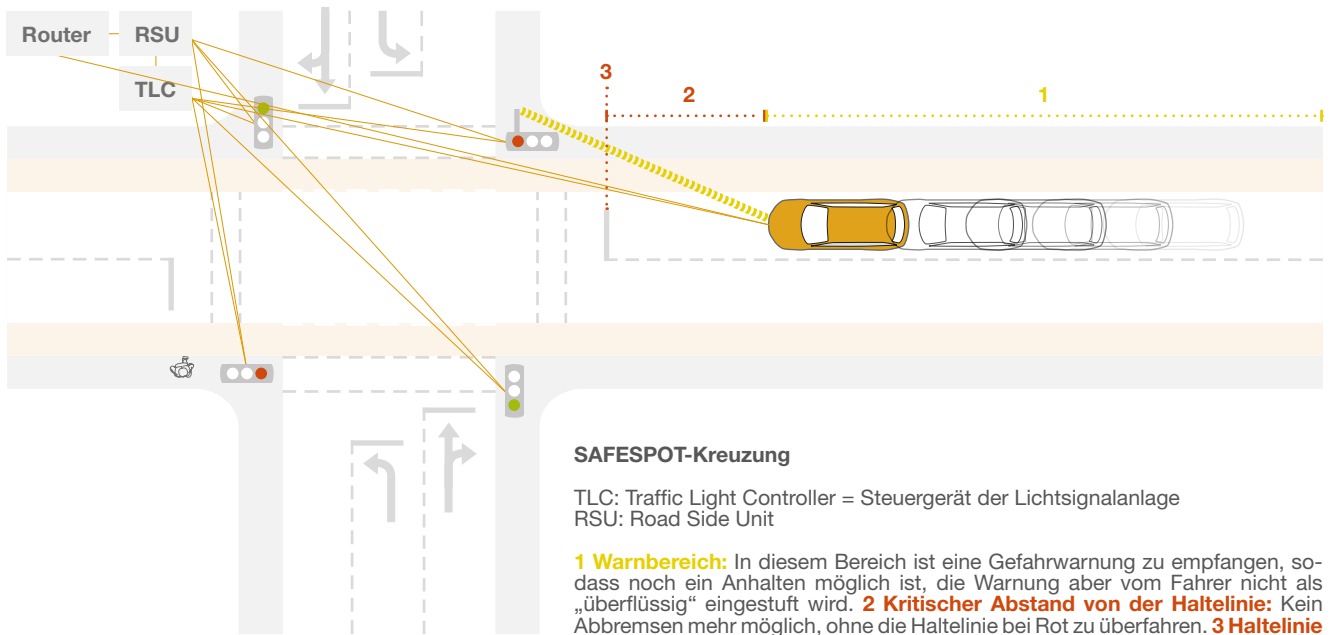 Router RSU
TLC
3
2
1
SAFESPOT-Kreuzung
TLC: Traffic Light Controller = Steuergerät der Lichtsignalanlage
RSU: Road Side Unit
1 Warnbereich: In diesem Bereich ist eine Gefahrwarnung zu empfangen, so-
dass noch ein Anhalten möglich ist, die Warnung aber vom Fahrer nicht als
„überflüssig“ eingestuft wird. 2 Kritischer Abstand von der Haltelinie: Kein
Abbremsen mehr möglich, ohne die Haltelinie bei Rot zu überfahren. 3 Haltelinie